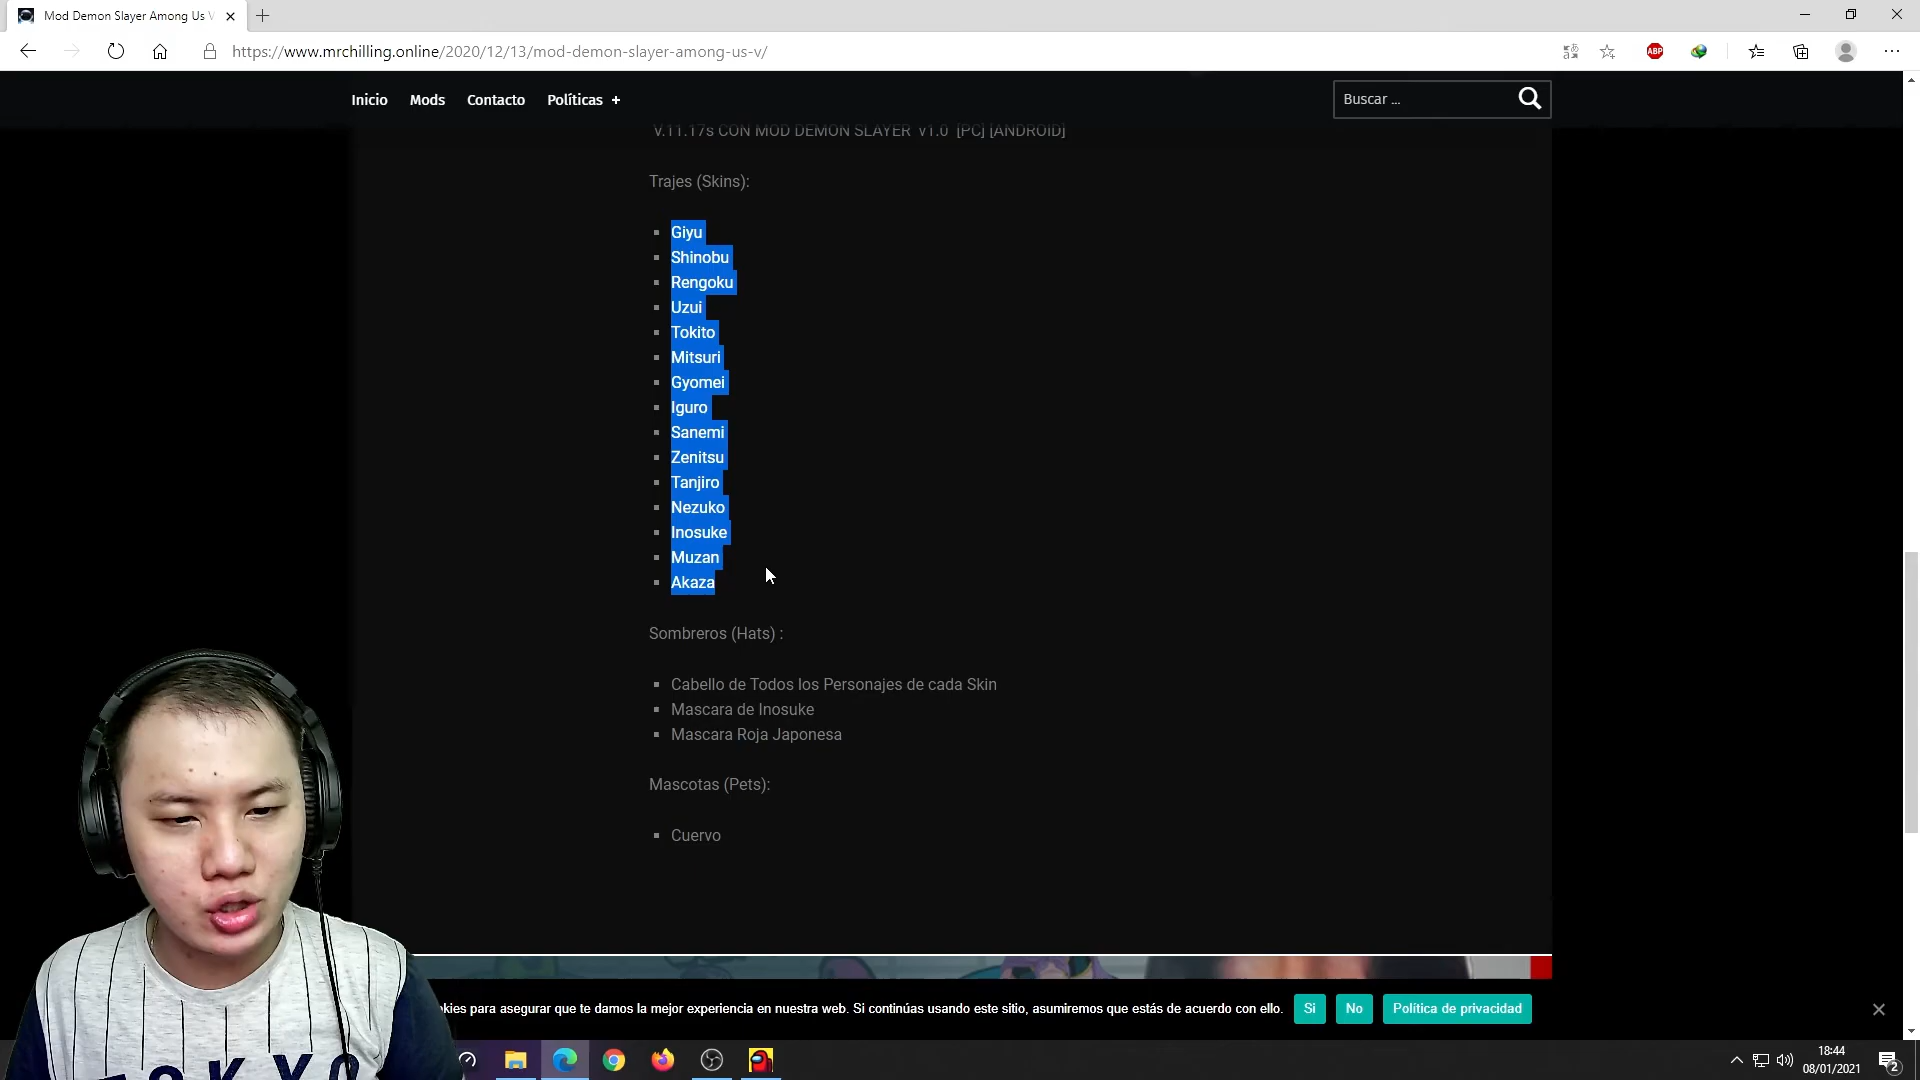 Mod Demon Slayer Among Us V
https://www.mrchilling.online/2020/12/13/mod-demon-slayer-among-us-v/
ABP
Inicio Mods Contacto Políticas +
Buscar ...
V.11.17s CON MOD DEMON SLAYER v1.0 [PC] [ANDROID]
Trajes (Skins):
Giyu
Shinobu
Rengoku
Uzui
Tokito
Mitsuri
Gyomei
Iguro
Sanemi
Zenitsu
Tanjiro
Nezuko
Inosuke
Muzan
Akaza
Sombreros (Hats) :
Cabello de Todos los Personajes de cada Skin
Mascara de Inosuke
Mascara Roja Japonesa
Mascotas (Pets):
Cuervo
para asegurar que te damos la mejor experiencia en nuestra web. Si continúas usando este sitio, asumiremos que estás de acuerdo con ello. Si No Política de privacidad
18:44
08/01/2021
2